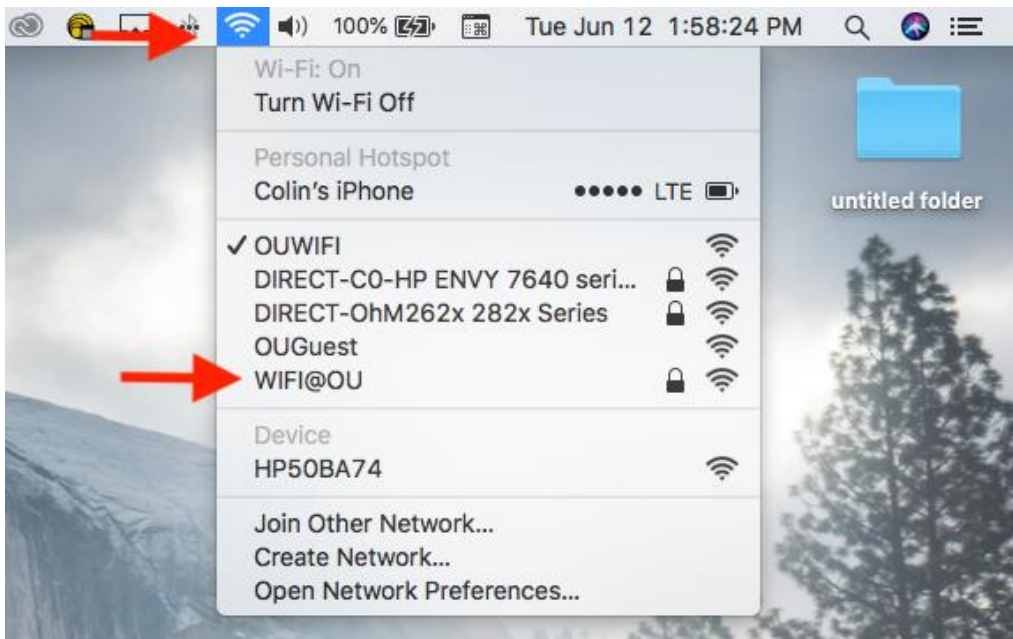 100% Tue Jun 12 1:58:24 PM
Wi-Fi: On
Turn Wi-Fi Off
Personal Hotspot
Colin's iPhone LTE
untitled folder
✓ OUWIFI
DIRECT-C0-HP ENVY 7640 seri...
DIRECT-OhM262x 282x Series
OUGuest
WIFI@OU
Device
HP50BA74
Join Other Network...
Create Network...
Open Network Preferences...